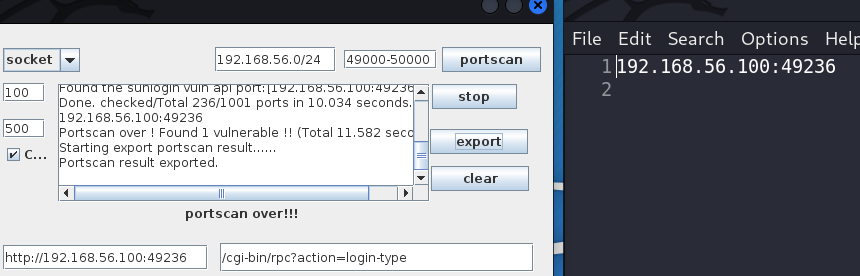 socket 192.168.56.0/24 49000-50000 portscan
100
500
C...
Found the sunlogin vuln api port:[192.168.56.100:49236
Done. checked/Total 236/1001 ports in 10.034 seconds.
192.168.56.100:49236
Portscan over ! Found 1 vulnerable !! (Total 11.582 seco
Starting export portscan result......
Portscan result exported.
stop
export
clear
portscan over!!!
http://192.168.56.100:49236 /cgi-bin/rpc?action=login-type
File Edit Search Options Help
1 192.168.56.100:49236
2